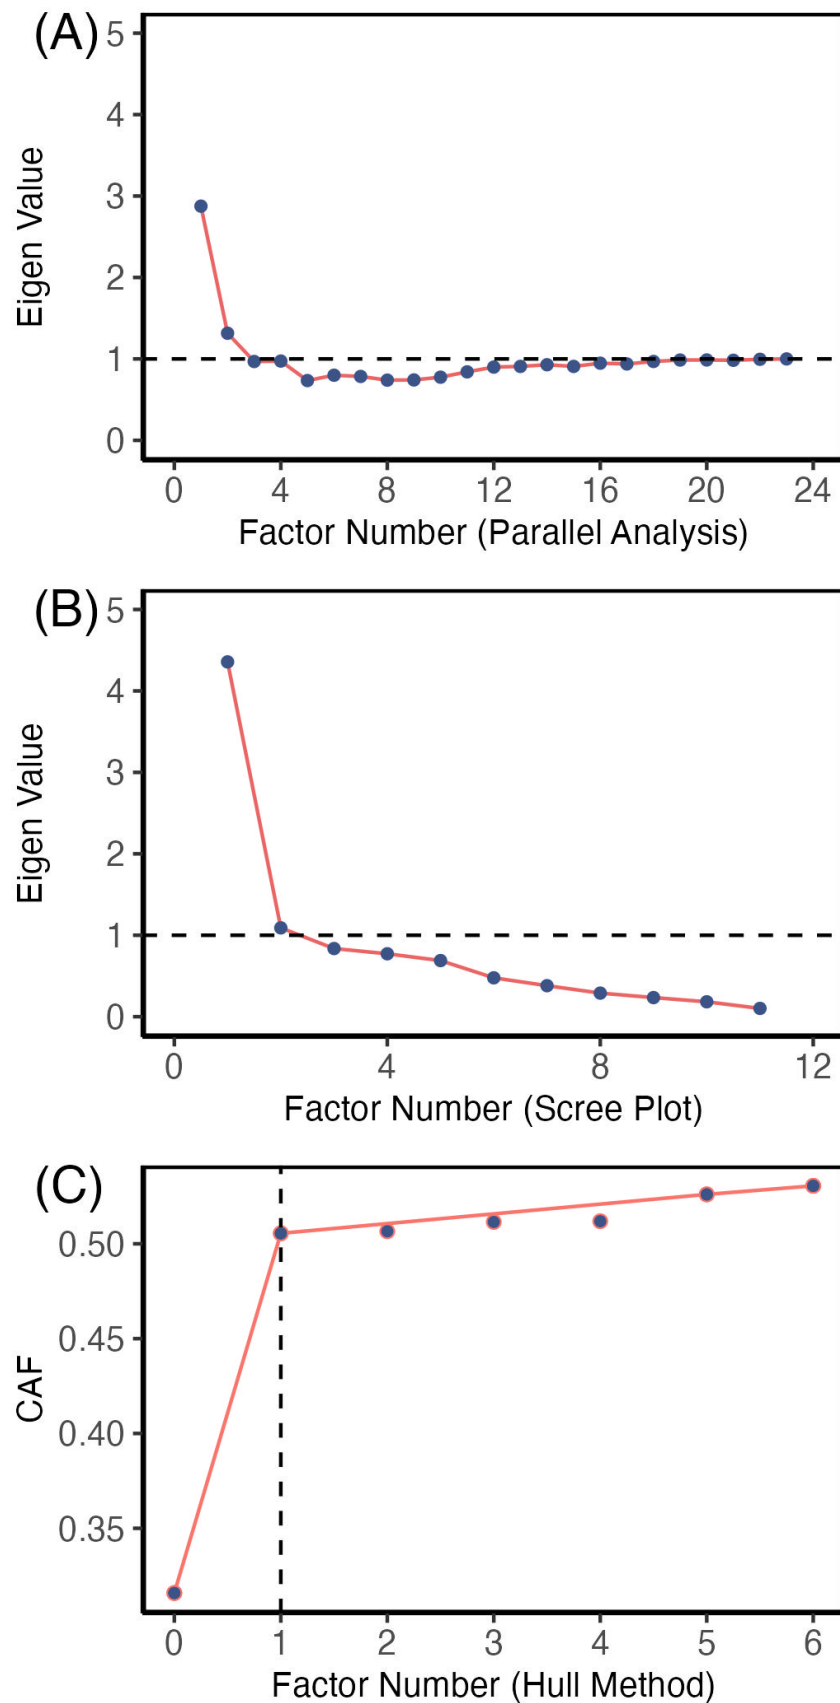 (A)
5
4
3
2
1
0
Eigen Value
0 4 8 12 16 20 24
Factor Number (Parallel Analysis)
(B)
5
4
3
2
1
0
Eigen Value
0 4 8 12
Factor Number (Scree Plot)
(C)
0.50
0.45
0.40
0.35
CAF
0 1 2 3 4 5 6
Factor Number (Hull Method)